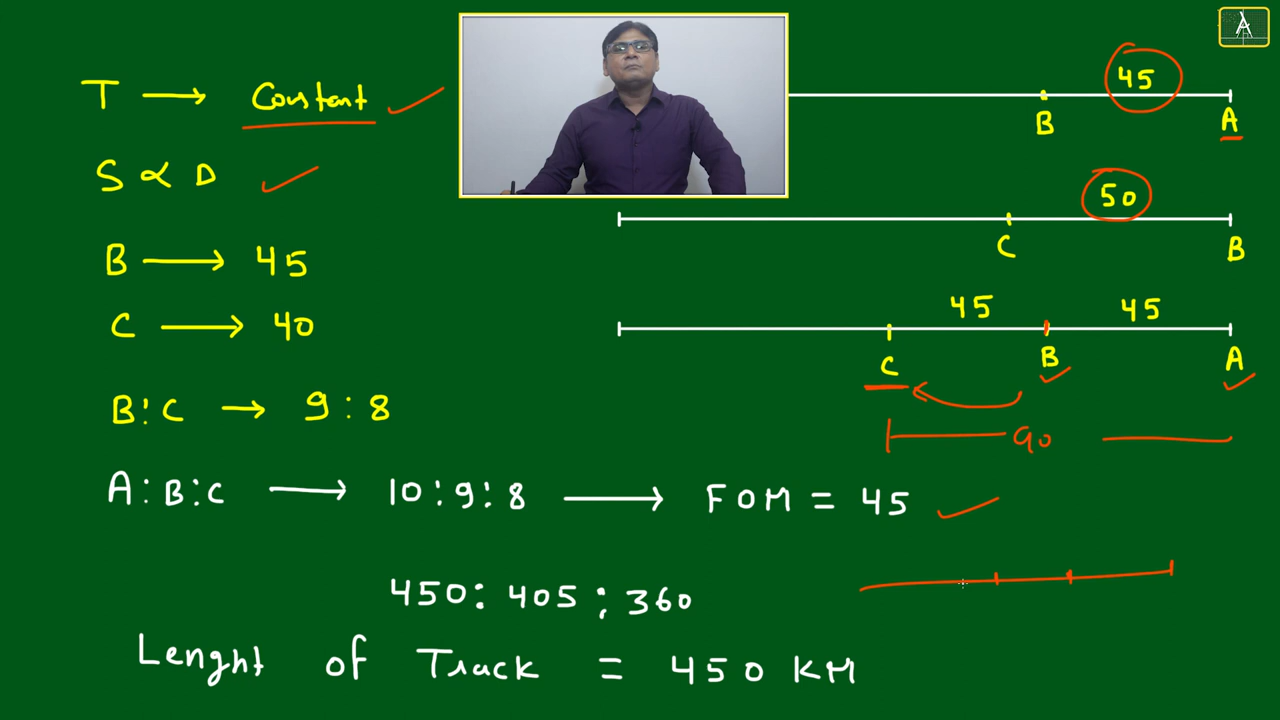 T → Constant
S ∝ D
B → 45
C → 40
B:C → 9:8
A:B:C → 10:9:8 → FOM = 45
450:405:360
Lenght of Track = 450 KM
45
B A
50
C B
45 45
C B A
90
A